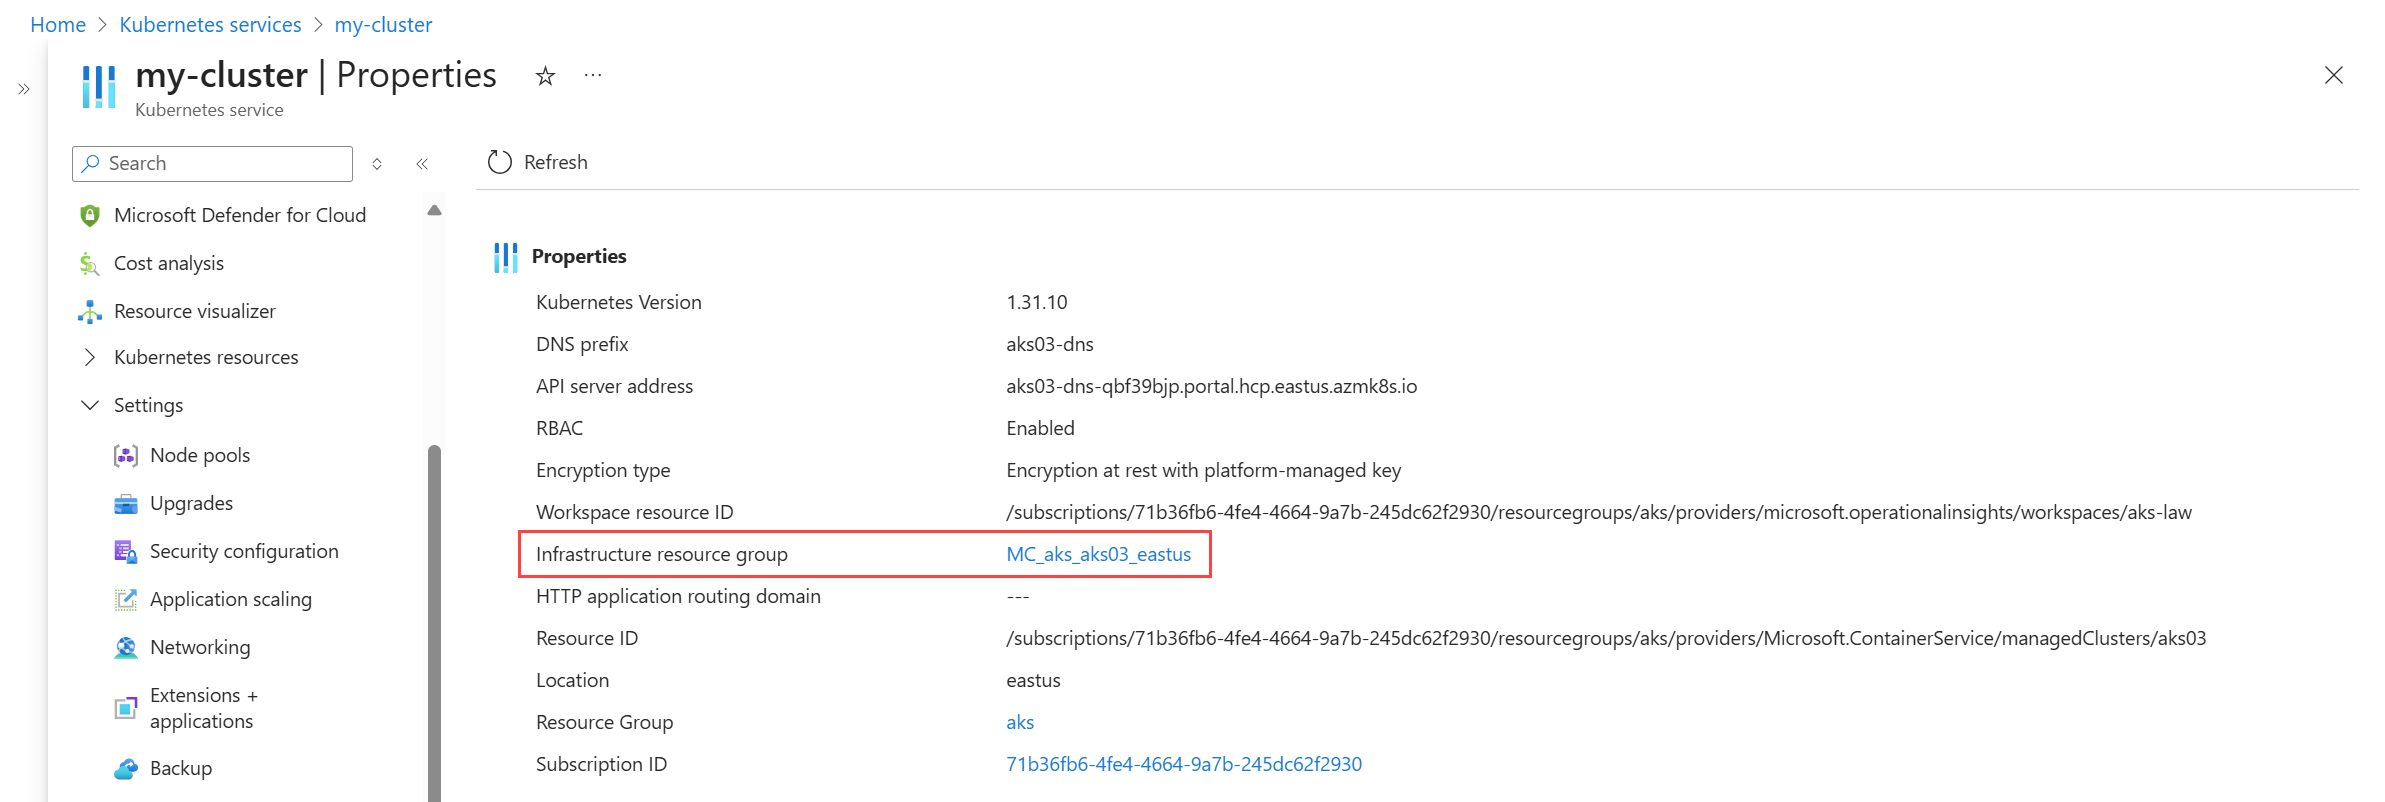 Home > Kubernetes services > my-cluster
my-cluster | Properties
Kubernetes service
Search
Refresh
Microsoft Defender for Cloud
Cost analysis
Resource visualizer
Kubernetes resources
Settings
Node pools
Upgrades
Security configuration
Application scaling
Networking
Extensions +
applications
Backup
Properties
Kubernetes Version 1.31.10
DNS prefix aks03-dns
API server address aks03-dns-qbf39bjp.portal.hcp.eastus.azmk8s.io
RBAC Enabled
Encryption type Encryption at rest with platform-managed key
Workspace resource ID /subscriptions/71b36fb6-4fe4-4664-9a7b-245dc62f2930/resourcegroups/aks/providers/microsoft.operationalinsights/workspaces/aks-law
Infrastructure resource group MC_aks_aks03_eastus
HTTP application routing domain ---
Resource ID /subscriptions/71b36fb6-4fe4-4664-9a7b-245dc62f2930/resourcegroups/aks/providers/Microsoft.ContainerService/managedClusters/aks03
Location eastus
Resource Group aks
Subscription ID 71b36fb6-4fe4-4664-9a7b-245dc62f2930